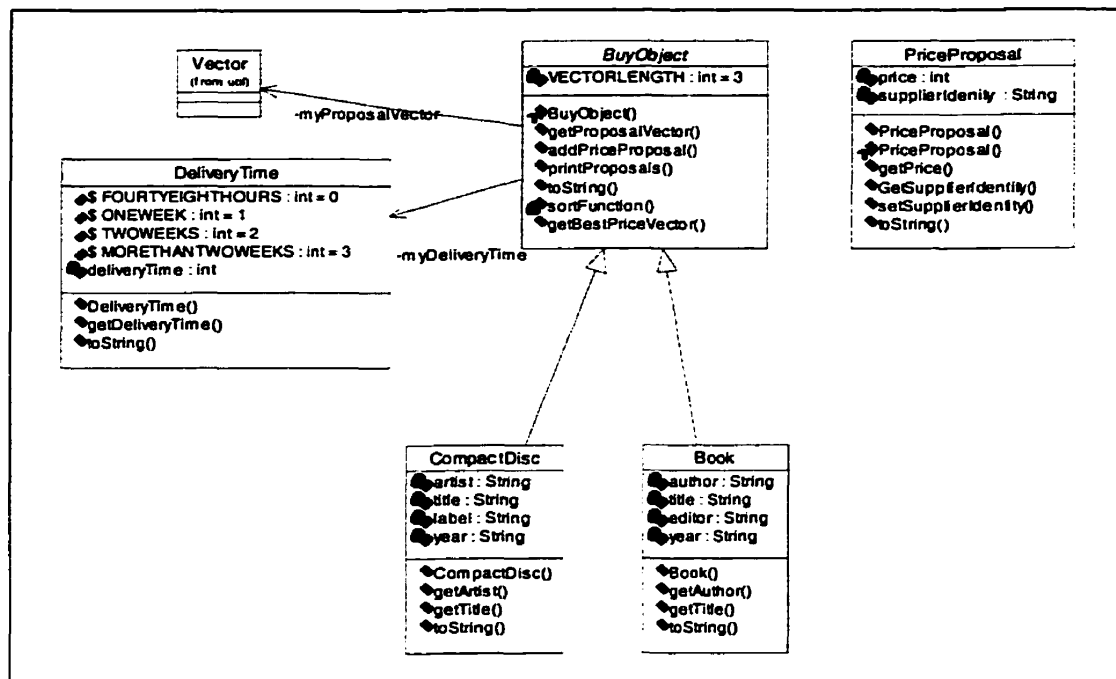 Vector
-myProposalVector
BuyObject
VECTORLENGTH : int = 3
BuyObject()
getProposalVector()
addPriceProposal()
printProposals()
toString()
sortFunction()
getBestPriceVector()
PriceProposal
price : int
supplierIdenity : String
PriceProposal()
PriceProposal()
getPrice()
GetSupplierIdentity()
setSupplierIdentity()
toString()
DeliveryTime
$ FOURTYEIGHTHOURS : int = 0
$ ONEWEEK : int = 1
$ TWOWEEKS : int = 2
$ MORETHANTWOWEEKS : int = 3
deliveryTime : int
DeliveryTime()
getDeliveryTime()
toString()
-myDeliveryTime
CompactDisc
artist : String
title : String
label : String
year : String
CompactDisc()
getArtist()
getTitle()
toString()
Book
author : String
title : String
editor : String
year : String
Book()
getAuthor()
getTitle()
toString()